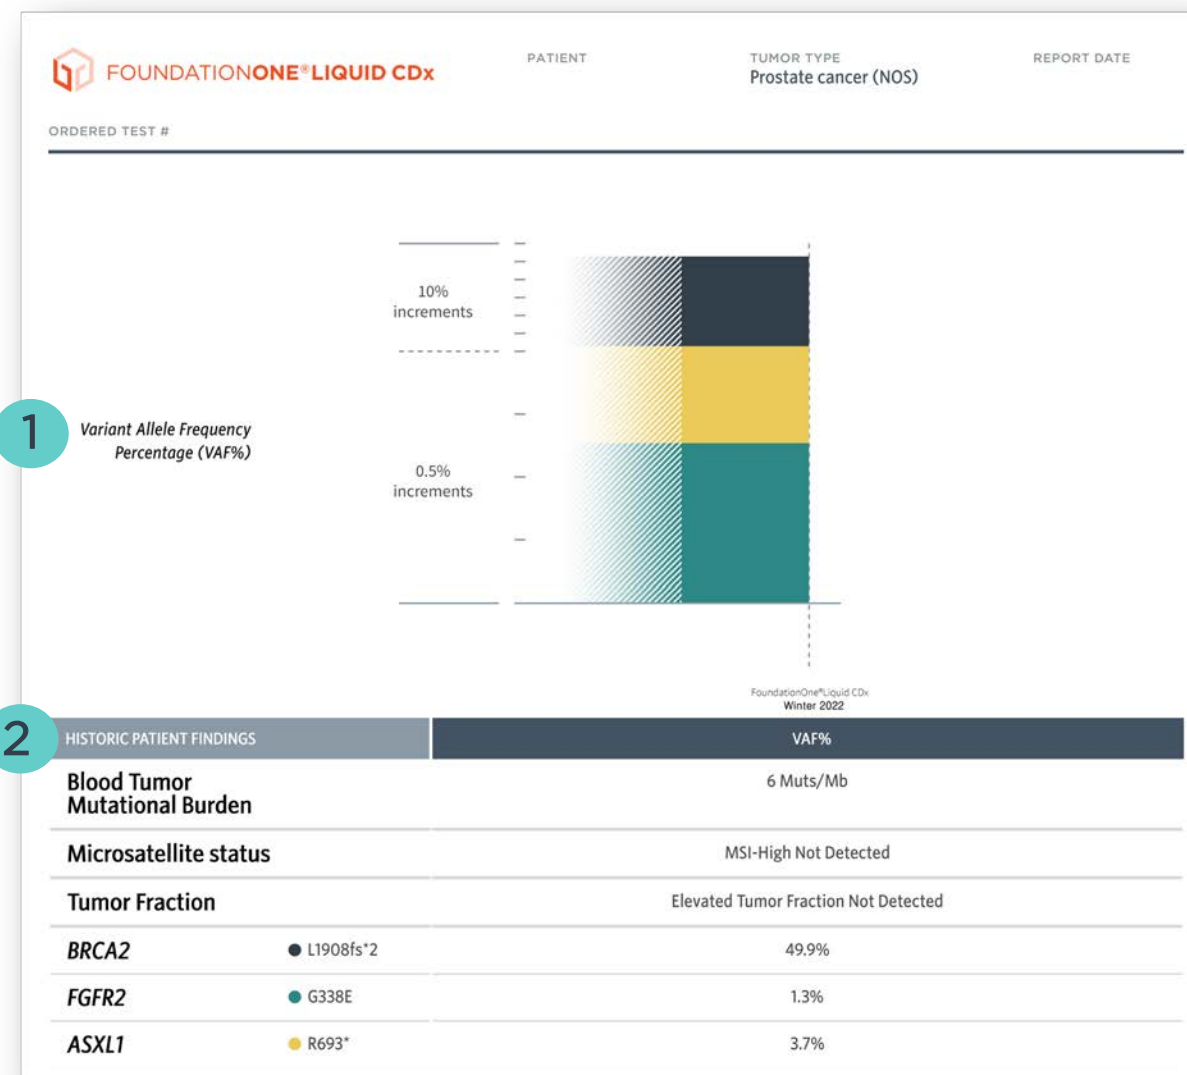 FOUNDATIONONE®LIQUID CDx
PATIENT
TUMOR TYPE
Prostate cancer (NOS)
REPORT DATE
ORDERED TEST #
10%
increments
1
Variant Allele Frequency
Percentage (VAF%)
0.5%
increments
FoundationOne®Liquid CDx
Winter 2022
2
HISTORIC PATIENT FINDINGS VAF%
Blood Tumor
Mutational Burden 6 Muts/Mb
Microsatellite status MSI-High Not Detected
Tumor Fraction Elevated Tumor Fraction Not Detected
BRCA2 L1908fs*2 49.9%
FGFR2 G338E 1.3%
ASXL1 R693* 3.7%